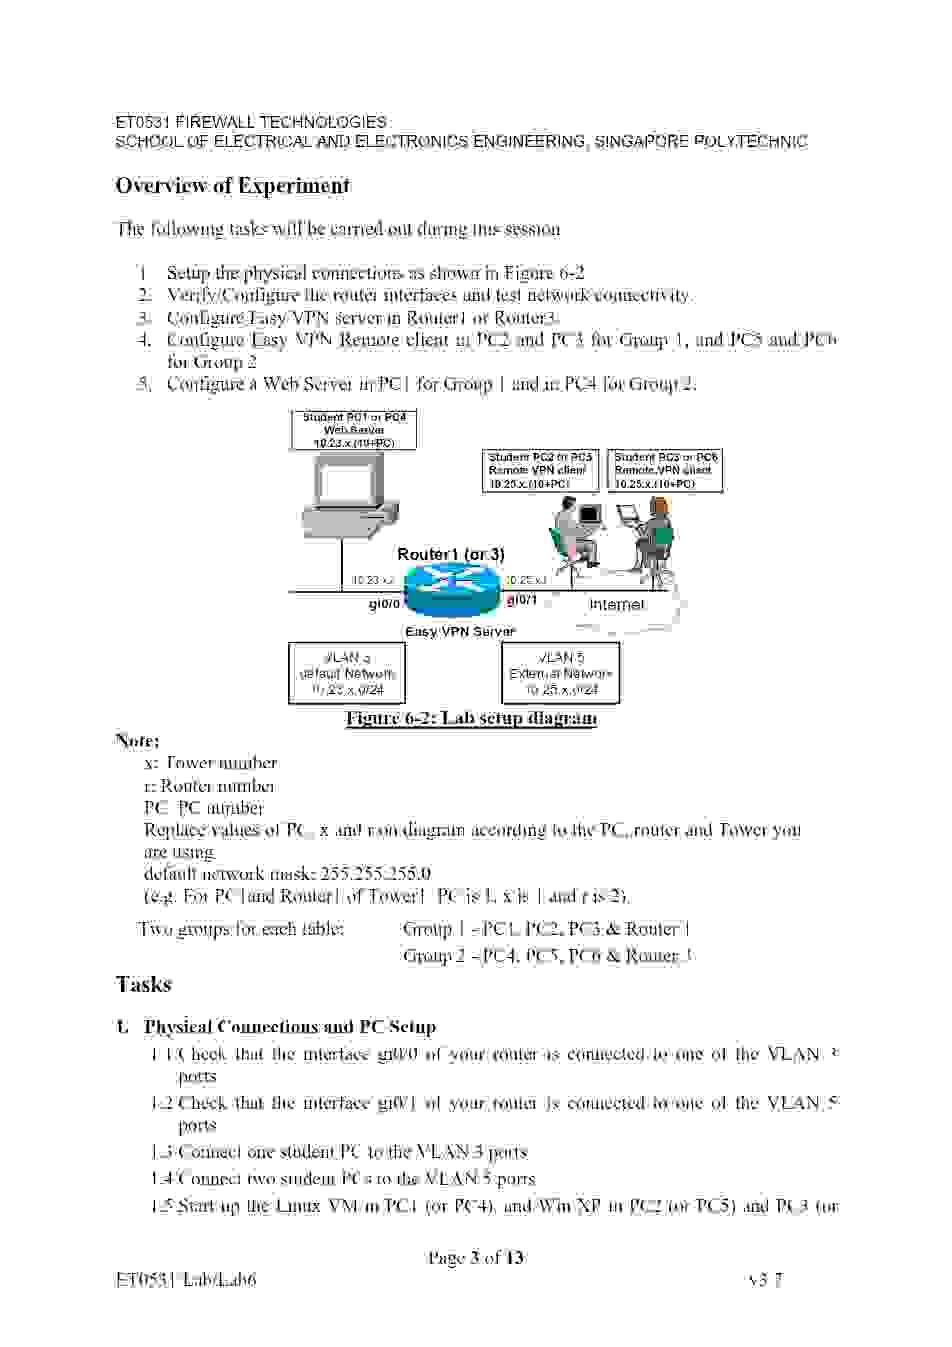 ET0531 FIREWALL TECHNOLOGIES
SCHOOL OF ELECTRICAL AND ELECTRONICS ENGINEERING, SINGAPORE POLYTECHNIC
Overview of Experiment
The following tasks will be carried out during this session
1. Setup the physical connections as shown in Figure 6-2
2. Verify/Configure the router interfaces and test network connectivity.
3. Configure Easy VPN server in Router1 or Router3.
4. Configure Easy VPN Remote client in PC2 and PC3 for Group 1, and PC5 and PC6
for Group 2
5. Configure a Web Server in PC1 for Group 1 and in PC4 for Group 2.
Student PC1 or PC4
Web Server
10.23.x.(10+PC)
Student PC2 or PC5
Remote VPN client
10.25.x.(10+PC)
Student PC3 or PC6
Remote VPN client
10.25.x.(10+PC)
Router1 (or 3)
10.23.x.r
10.25.x.r
gi0/0
gi0/1
Internet
Easy VPN Server
VLAN 3
default Network
10.23.x.0/24
VLAN 5
External Network
10.25.x.0/24
Figure 6-2: Lab setup diagram
Note:
x: Tower number
r: Router number
PC: PC number
Replace values of PC, x and r on diagram according to the PC, router and Tower you
are using.
default network mask: 255.255.255.0
(e.g. For PC1and Router1 of Tower1, PC is 1, x is 1 and r is 2).
Two groups for each table:
Group 1 - PC1, PC2, PC3 & Router 1
Group 2 - PC4, PC5, PC6 & Router 3
Tasks
1. Physical Connections and PC Setup
1.1 Check that the interface gi0/0 of your router is connected to one of the VLAN 3
ports
1.2 Check that the interface gi0/1 of your router is connected to one of the VLAN 5
ports
1.3 Connect one student PC to the VLAN 3 ports
1.4 Connect two student PCs to the VLAN 5 ports
1.5 Start up the Linux VM in PC1 (or PC4), and Win XP in PC2 (or PC5) and PC3 (or
Page 3 of 13
ET0531 Lab/Lab6
v3.7